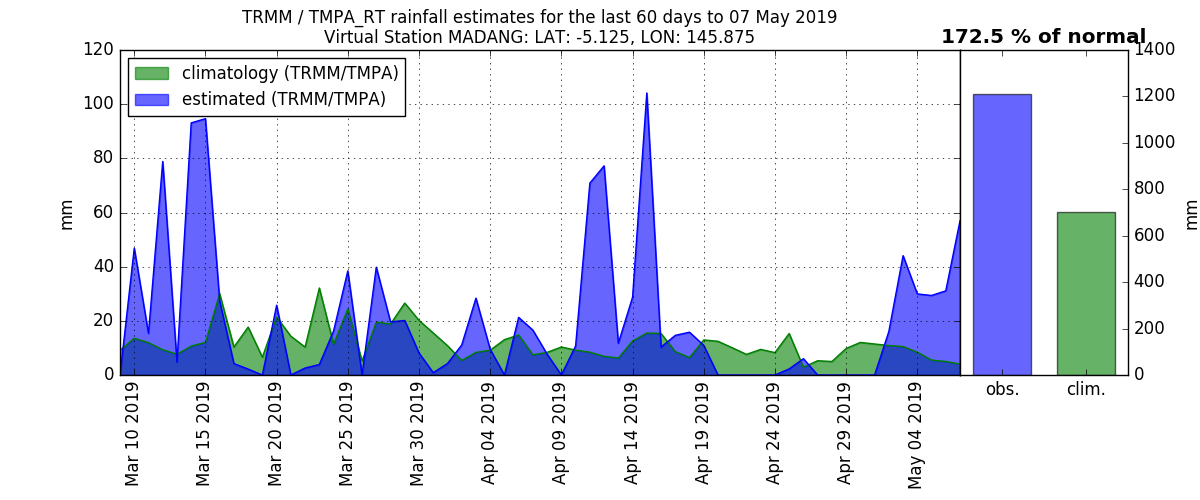 TRMM / TMPA_RT rainfall estimates for the last 60 days to 07 May 2019
Virtual Station MADANG: LAT: -5.125, LON: 145.875
172.5 % of normal
climatology (TRMM/TMPA)
estimated (TRMM/TMPA)
mm
120
100
80
60
40
20
0
Mar 10 2019
Mar 15 2019
Mar 20 2019
Mar 25 2019
Mar 30 2019
Apr 04 2019
Apr 09 2019
Apr 14 2019
Apr 19 2019
Apr 24 2019
Apr 29 2019
May 04 2019
1400
1200
1000
800
600
400
200
0
mm
obs.
clim.